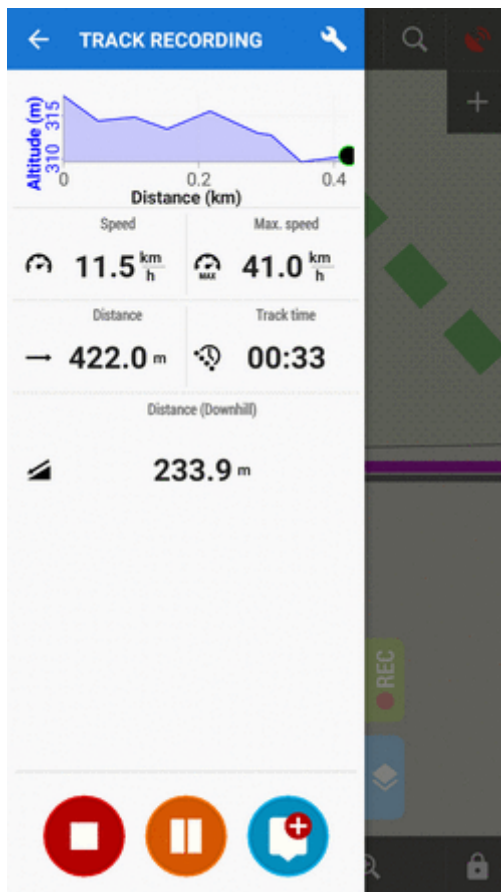 TRACK RECORDING
Altitude (m)
315
310
0
0.2
0.4
Distance (km)
Speed
Max. speed
11.5 km/h
MAX
41.0 km/h
Distance
Track time
422.0 m
00:33
Distance (Downhill)
233.9 m
REC